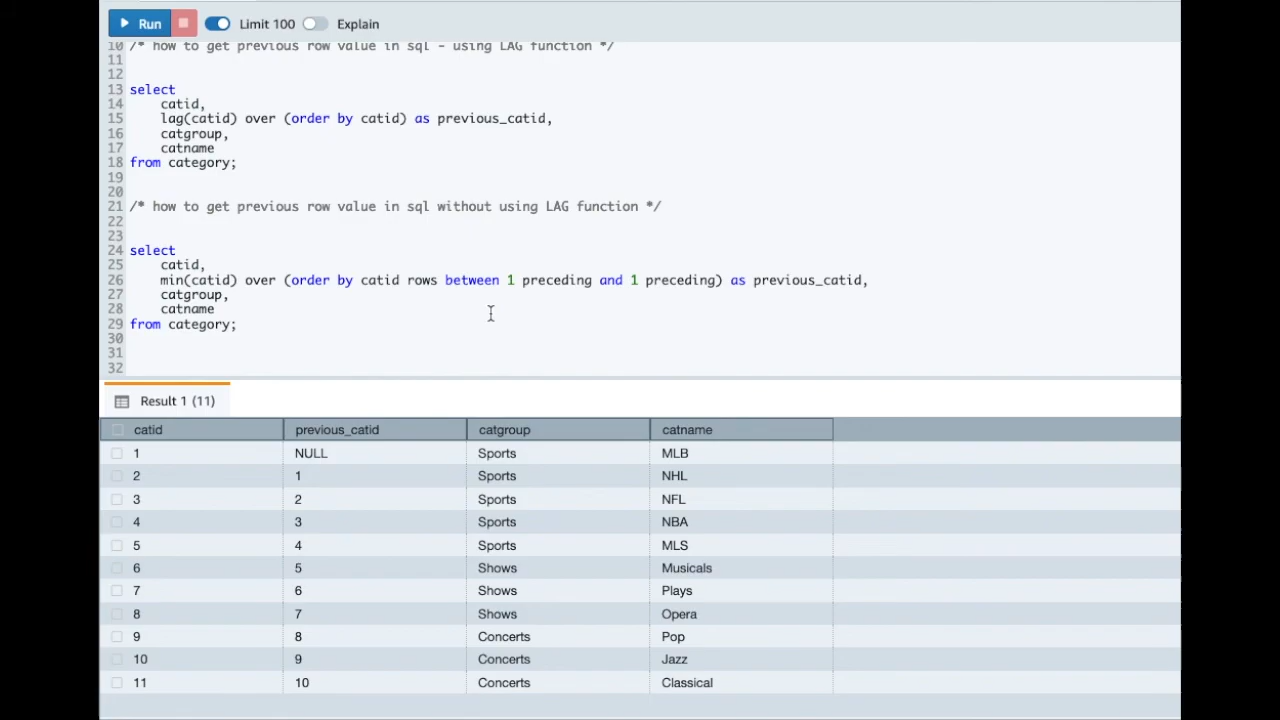 Run Limit 100 Explain
10 /* how to get previous row value in sql - using LAG function */
11
12
13 select
14 catid,
15 lag(catid) over (order by catid) as previous_catid,
16 catgroup,
17 catname
18 from category;
19
20
21 /* how to get previous row value in sql without using LAG function */
22
23
24 select
25 catid,
26 min(catid) over (order by catid rows between 1 preceding and 1 preceding) as previous_catid,
27 catgroup,
28 catname
29 from category;
30
31
32
Result 1 (11)
catid previous_catid catgroup catname
1 NULL Sports MLB
2 1 Sports NHL
3 2 Sports NFL
4 3 Sports NBA
5 4 Sports MLS
6 5 Shows Musicals
7 6 Shows Plays
8 7 Shows Opera
9 8 Concerts Pop
10 9 Concerts Jazz
11 10 Concerts Classical